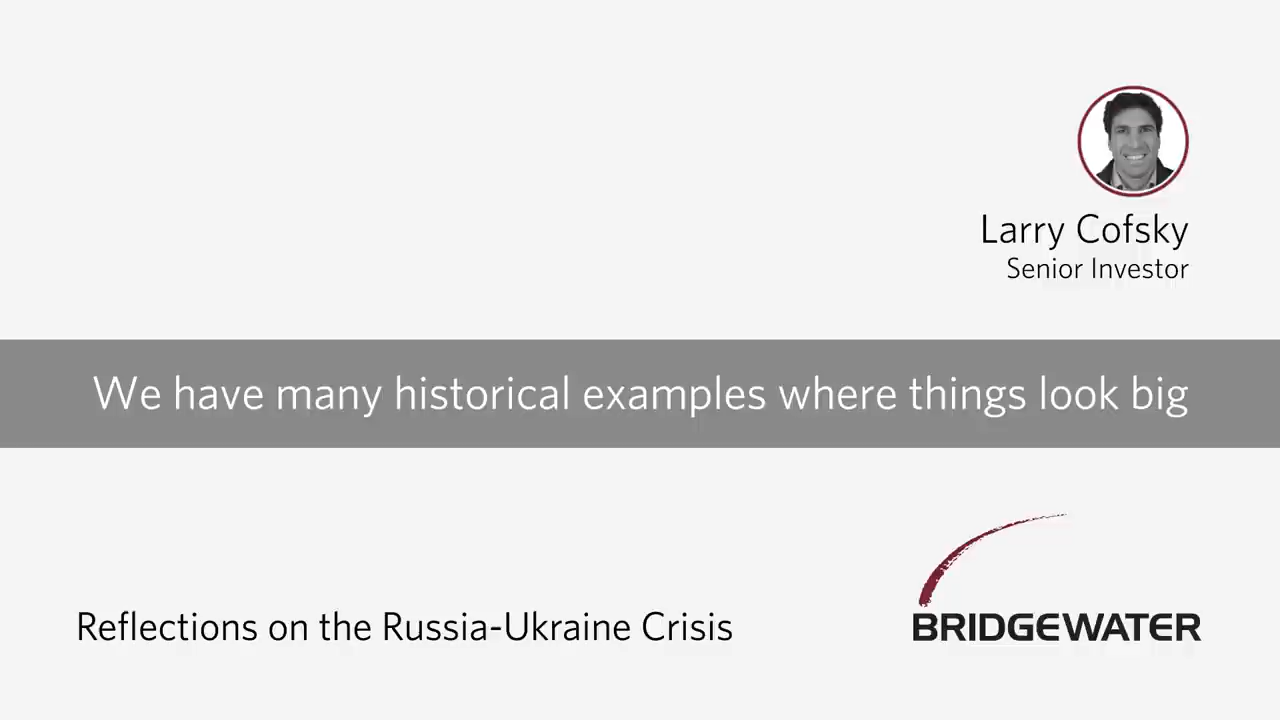 Larry Cofsky
Senior Investor
We have many historical examples where things look big
Reflections on the Russia-Ukraine Crisis
BRIDGEWATER